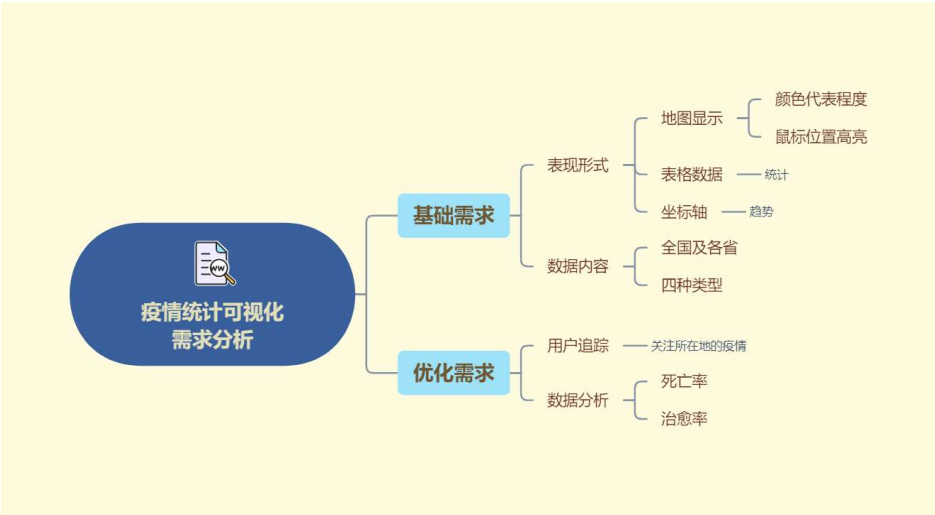 疫情统计可视化
需求分析
基础需求
表现形式
地图显示
颜色代表程度
鼠标位置高亮
表格数据
统计
坐标轴
趋势
数据内容
全国及各省
四种类型
优化需求
用户追踪
关注所在地的疫情
数据分析
死亡率
治愈率
WW